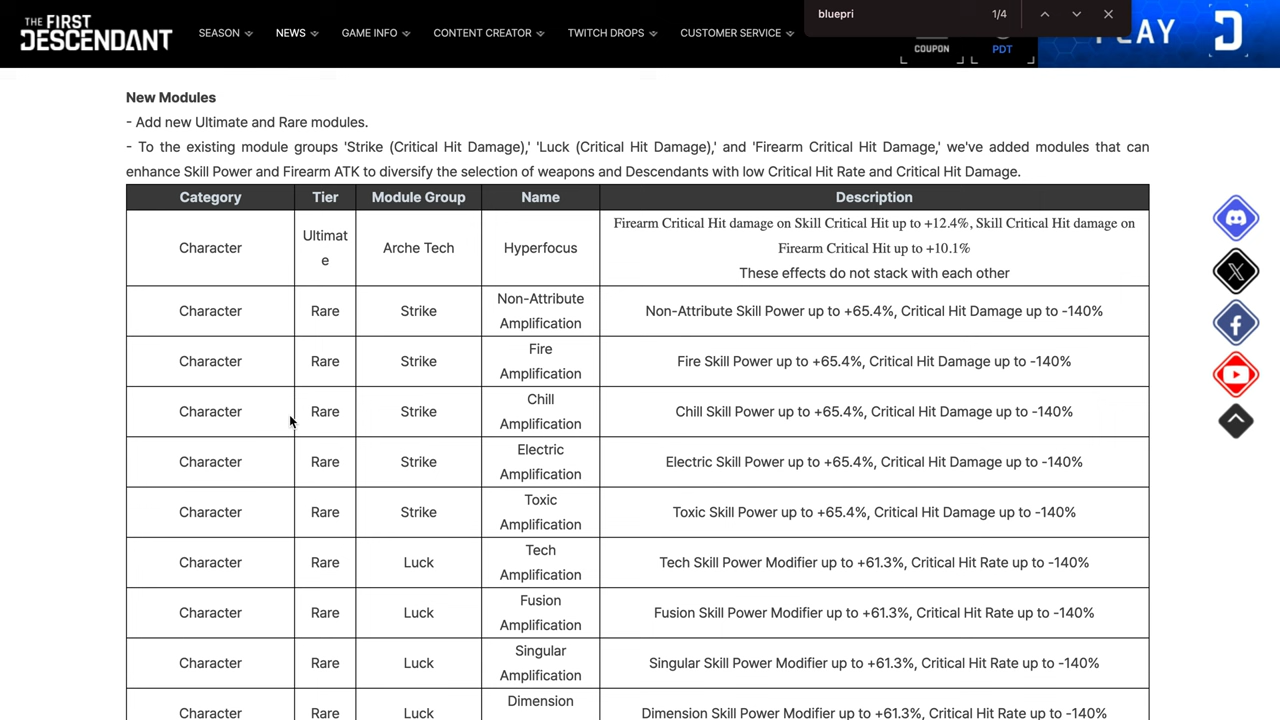 THE FIRST
DESCENDANT
SEASON
NEWS
GAME INFO
CONTENT CREATOR
TWITCH DROPS
CUSTOMER SERVICE
bluepri
1/4
COUPON
PDT
New Modules
- Add new Ultimate and Rare modules.
- To the existing module groups 'Strike (Critical Hit Damage),' 'Luck (Critical Hit Damage),' and 'Firearm Critical Hit Damage,' we've added modules that can
enhance Skill Power and Firearm ATK to diversify the selection of weapons and Descendants with low Critical Hit Rate and Critical Hit Damage.
Category Tier Module Group Name Description
Character
Ultimat
e
Arche Tech
Hyperfocus
Firearm Critical Hit damage on Skill Critical Hit up to +12.4%, Skill Critical Hit damage on
Firearm Critical Hit up to +10.1%
These effects do not stack with each other
Character
Rare
Strike
Non-Attribute
Amplification
Non-Attribute Skill Power up to +65.4%, Critical Hit Damage up to -140%
Character
Rare
Strike
Fire
Amplification
Fire Skill Power up to +65.4%, Critical Hit Damage up to -140%
Character
Rare
Strike
Chill
Amplification
Chill Skill Power up to +65.4%, Critical Hit Damage up to -140%
Character
Rare
Strike
Electric
Amplification
Electric Skill Power up to +65.4%, Critical Hit Damage up to -140%
Character
Rare
Strike
Toxic
Amplification
Toxic Skill Power up to +65.4%, Critical Hit Damage up to -140%
Character
Rare
Luck
Tech
Amplification
Tech Skill Power Modifier up to +61.3%, Critical Hit Rate up to -140%
Character
Rare
Luck
Fusion
Amplification
Fusion Skill Power Modifier up to +61.3%, Critical Hit Rate up to -140%
Character
Rare
Luck
Singular
Amplification
Singular Skill Power Modifier up to +61.3%, Critical Hit Rate up to -140%
Character
Rare
Luck
Dimension
Dimension Skill Power Modifier up to +61.3%, Critical Hit Rate up to -140%